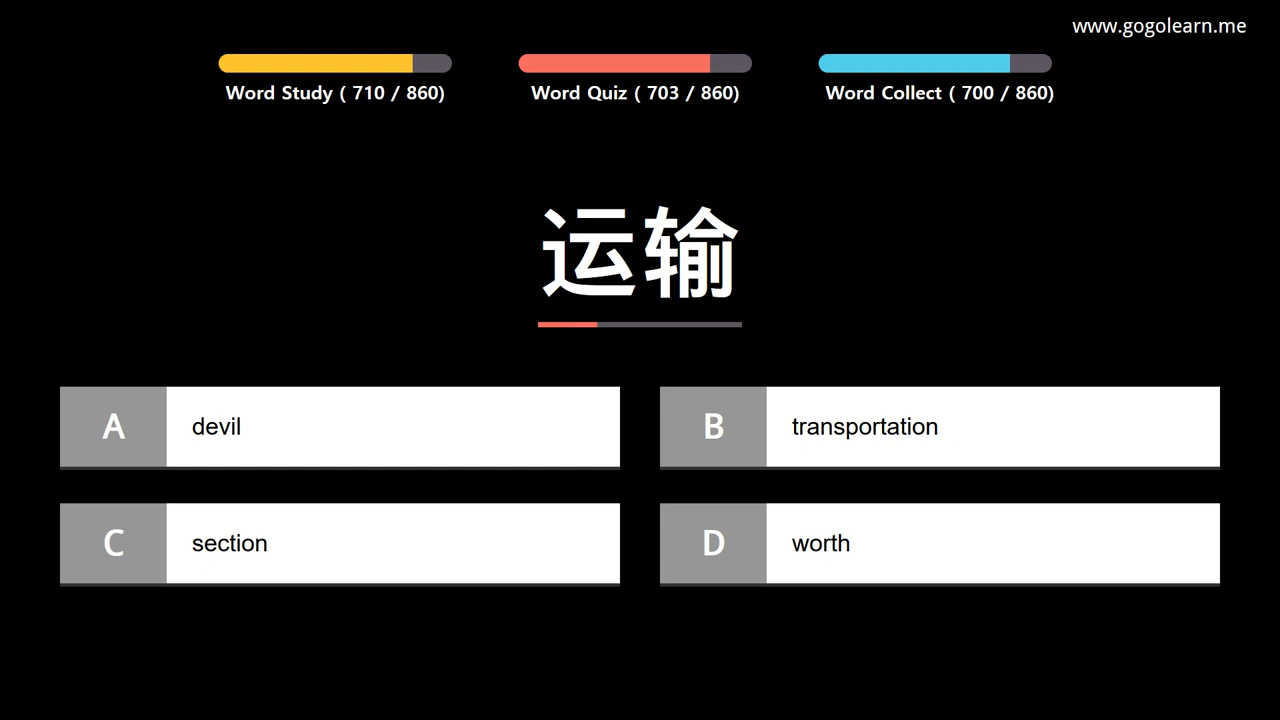 www.gogolearn.me
Word Study ( 710 / 860)
Word Quiz ( 703 / 860)
Word Collect ( 700 / 860)
运输
A
devil
B
transportation
C
section
D
worth